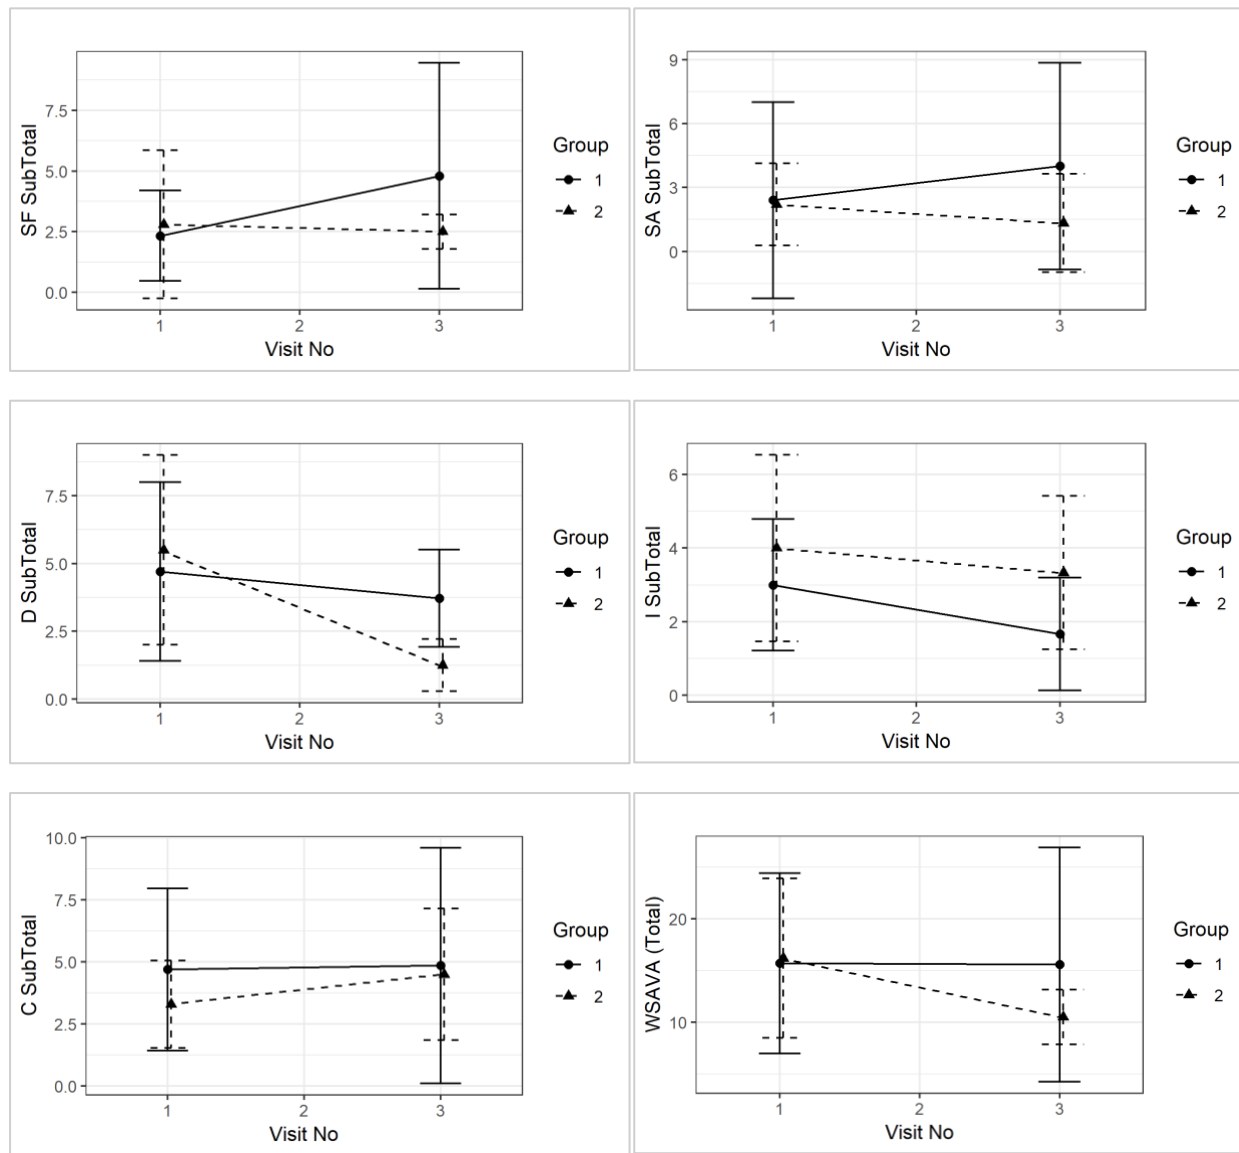 SF SubTotal
7.5
5.0
2.5
0.0
1 2 3
Visit No
Group
1
2
SA SubTotal
9
6
3
0
1 2 3
Visit No
Group
1
2
D SubTotal
7.5
5.0
2.5
0.0
1 2 3
Visit No
Group
1
2
I SubTotal
6
4
2
0
1 2 3
Visit No
Group
1
2
C SubTotal
10.0
7.5
5.0
2.5
0.0
1 2 3
Visit No
Group
1
2
WSAVA (Total)
20
10
1 2 3
Visit No
Group
1
2